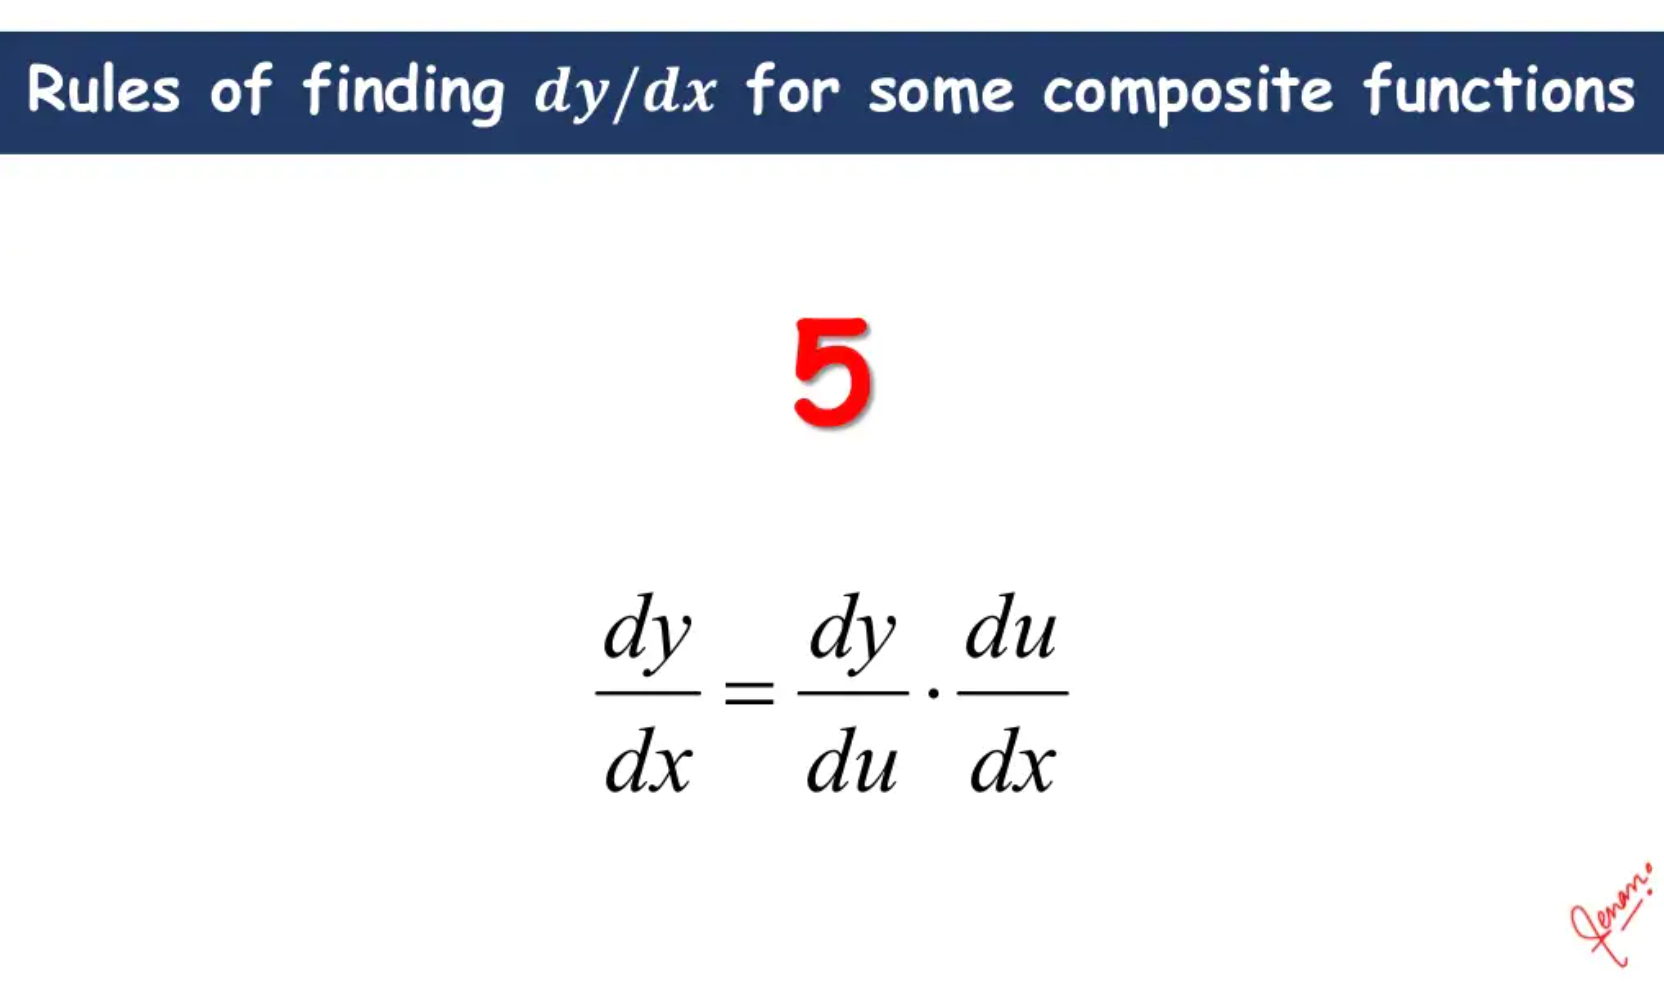 Rules of finding dy/dx for some composite functions
5
dy/dx = dy/du · du/dx